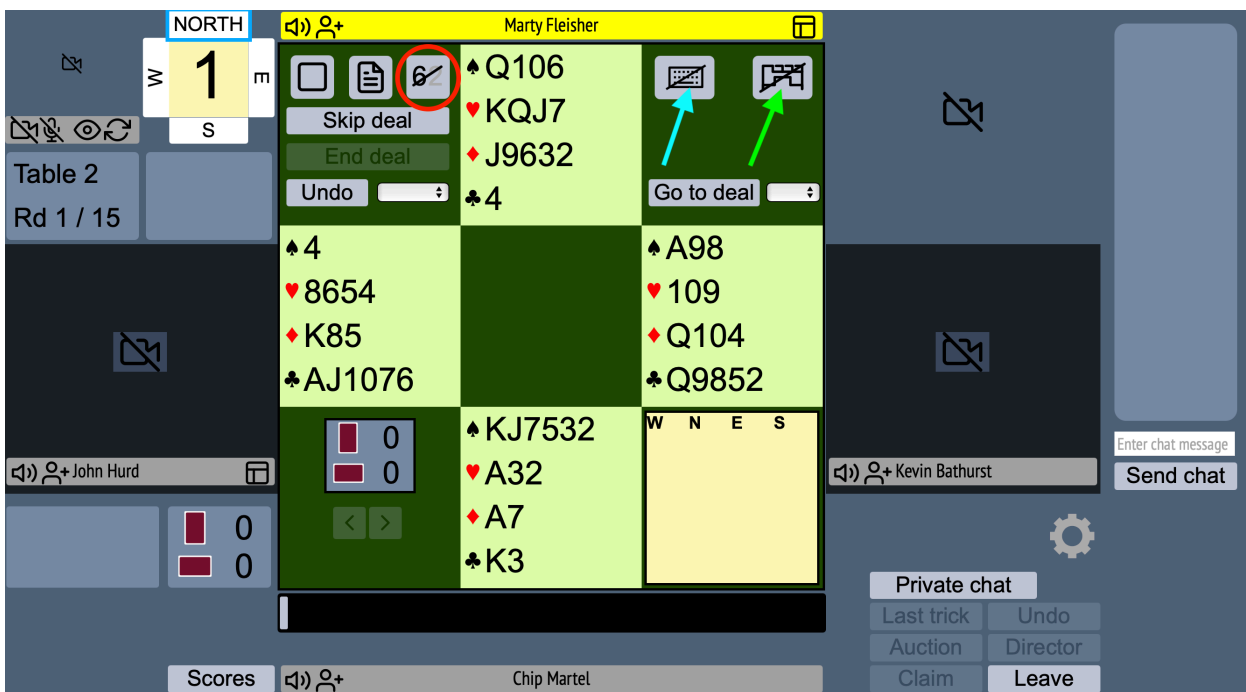 NORTH
W 1 E
S
Table 2
Rd 1 / 15
Marty Fleisher
62
Skip deal
End deal
Undo
♠Q106
♥KQJ7
♦J9632
♣4
Go to deal
♠4
♥8654
♦K85
♣AJ1076
♠A98
♥109
♦Q104
♣Q9852
0
0
< >
♠KJ7532
♥A32
♦A7
♣K3
W N E S
John Hurd
Kevin Bathurst
0
0
Enter chat message
Send chat
Private chat
Last trick Undo
Auction Director
Claim Leave
Scores
Chip Martel